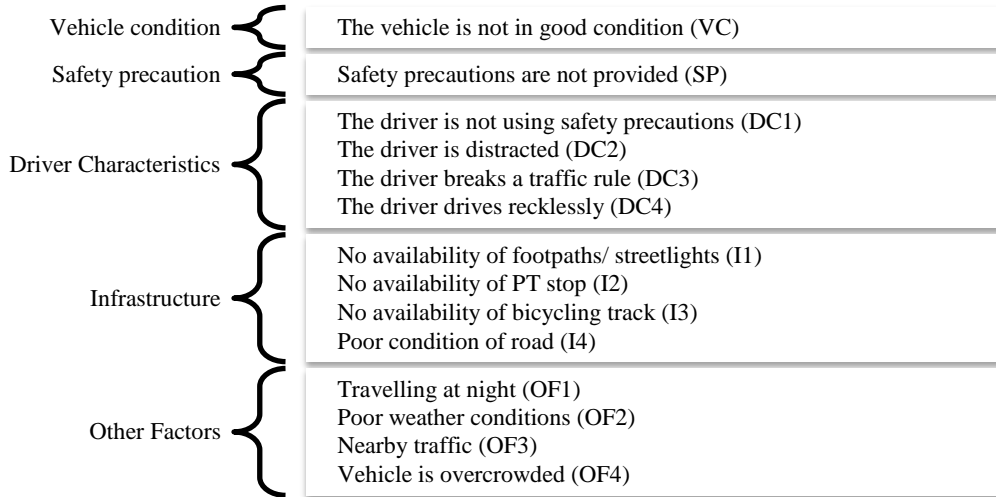 Vehicle condition
The vehicle is not in good condition (VC)
Safety precaution
Safety precautions are not provided (SP)
Driver Characteristics
The driver is not using safety precautions (DC1)
The driver is distracted (DC2)
The driver breaks a traffic rule (DC3)
The driver drives recklessly (DC4)
Infrastructure
No availability of footpaths/ streetlights (I1)
No availability of PT stop (I2)
No availability of bicycling track (I3)
Poor condition of road (I4)
Other Factors
Travelling at night (OF1)
Poor weather conditions (OF2)
Nearby traffic (OF3)
Vehicle is overcrowded (OF4)